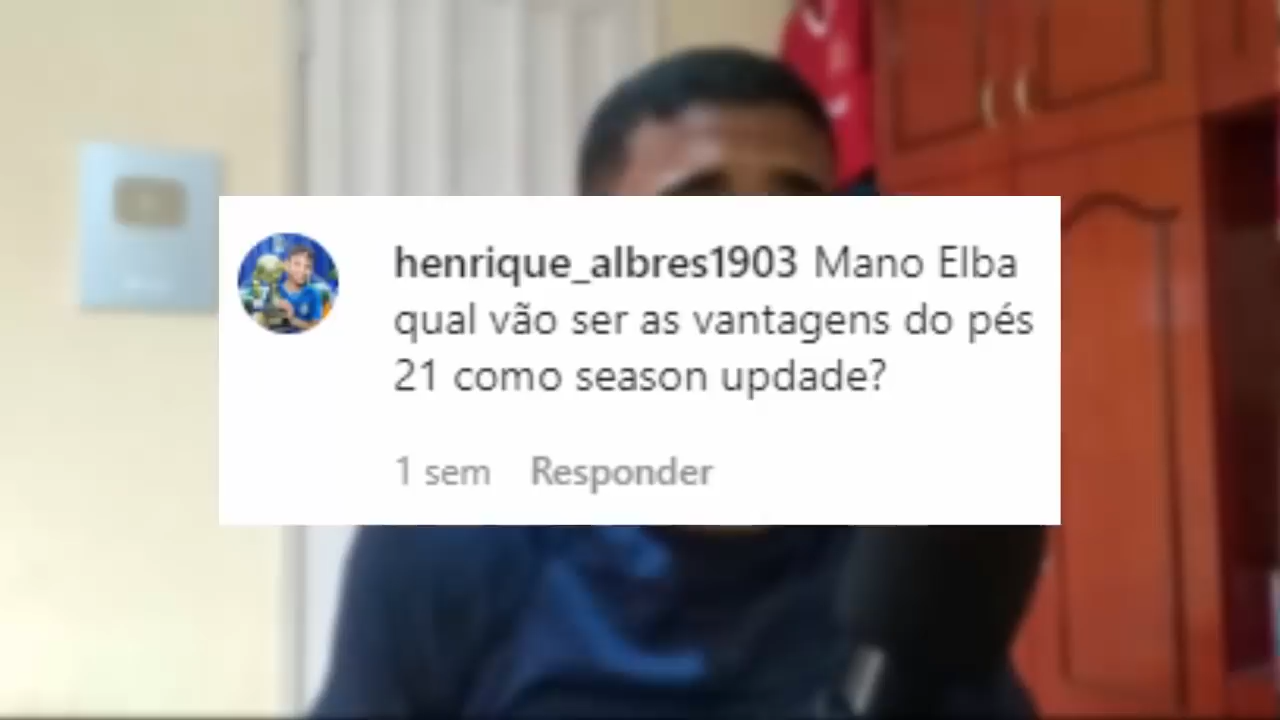 henrique_albres1903 Mano Elba
qual vão ser as vantagens do pés
21 como season updade?
1 sem Responder